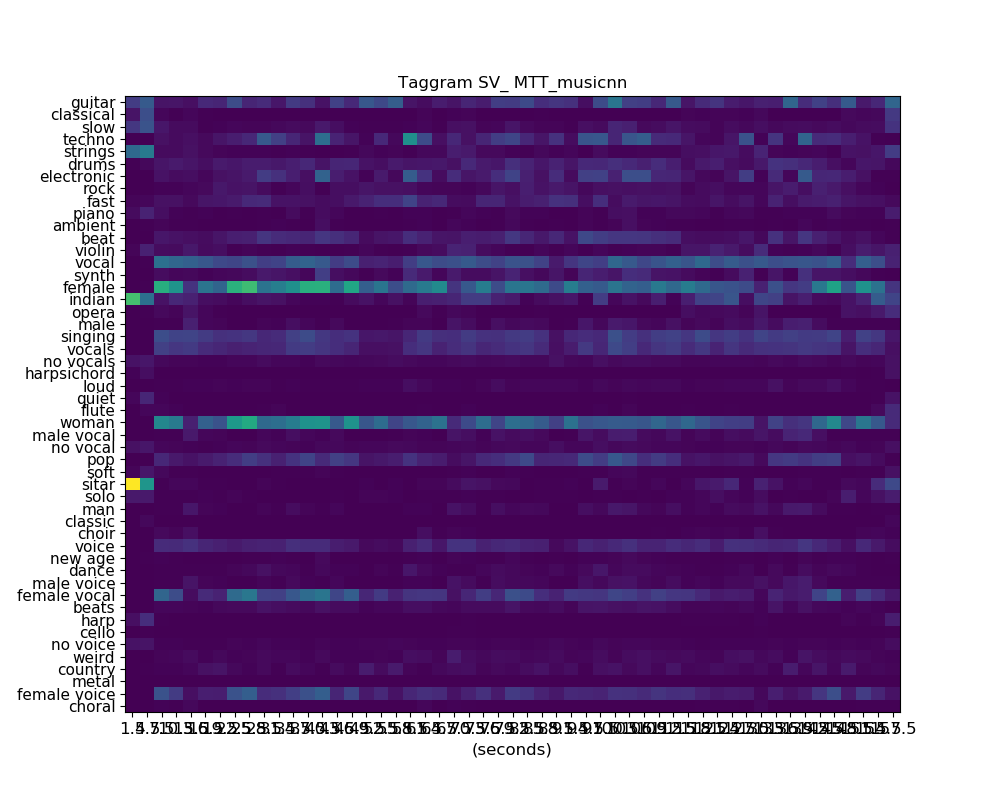 Taggram SV_ MTT_musicnn
guitar
classical
slow
techno
strings
drums
electronic
rock
fast
piano
ambient
beat
violin
vocal
synth
female
indian
opera
male
singing
vocals
no vocals
harpsichord
loud
quiet
flute
woman
male vocal
no vocal
pop
soft
sitar
solo
man
classic
choir
voice
new age
dance
male voice
female vocal
beats
harp
cello
no voice
weird
country
metal
female voice
choral
(seconds)